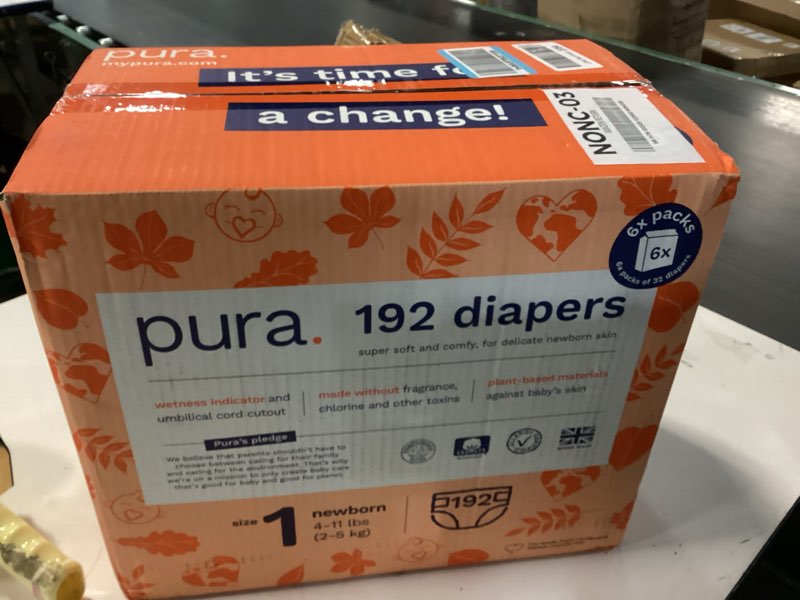 pura.
mypura.com
It's time fo
a change!
NONC-03
6x packs
6x
6x packs of 32 diapers
pura. 192 diapers
super soft and comfy, for delicate newborn skin
wetness indicator and
umbilical cord cutout
made without fragrance,
chlorine and other toxins
plant-based materials
against baby's skin
Pura's pledge
We believe that parents shouldn't have to
choose between caring for their family
and caring for the environment. That's why
we're on a mission to only create baby care
that's good for baby and good for planet.
size 1 newborn
4-11 lbs
(2-5 kg)
192